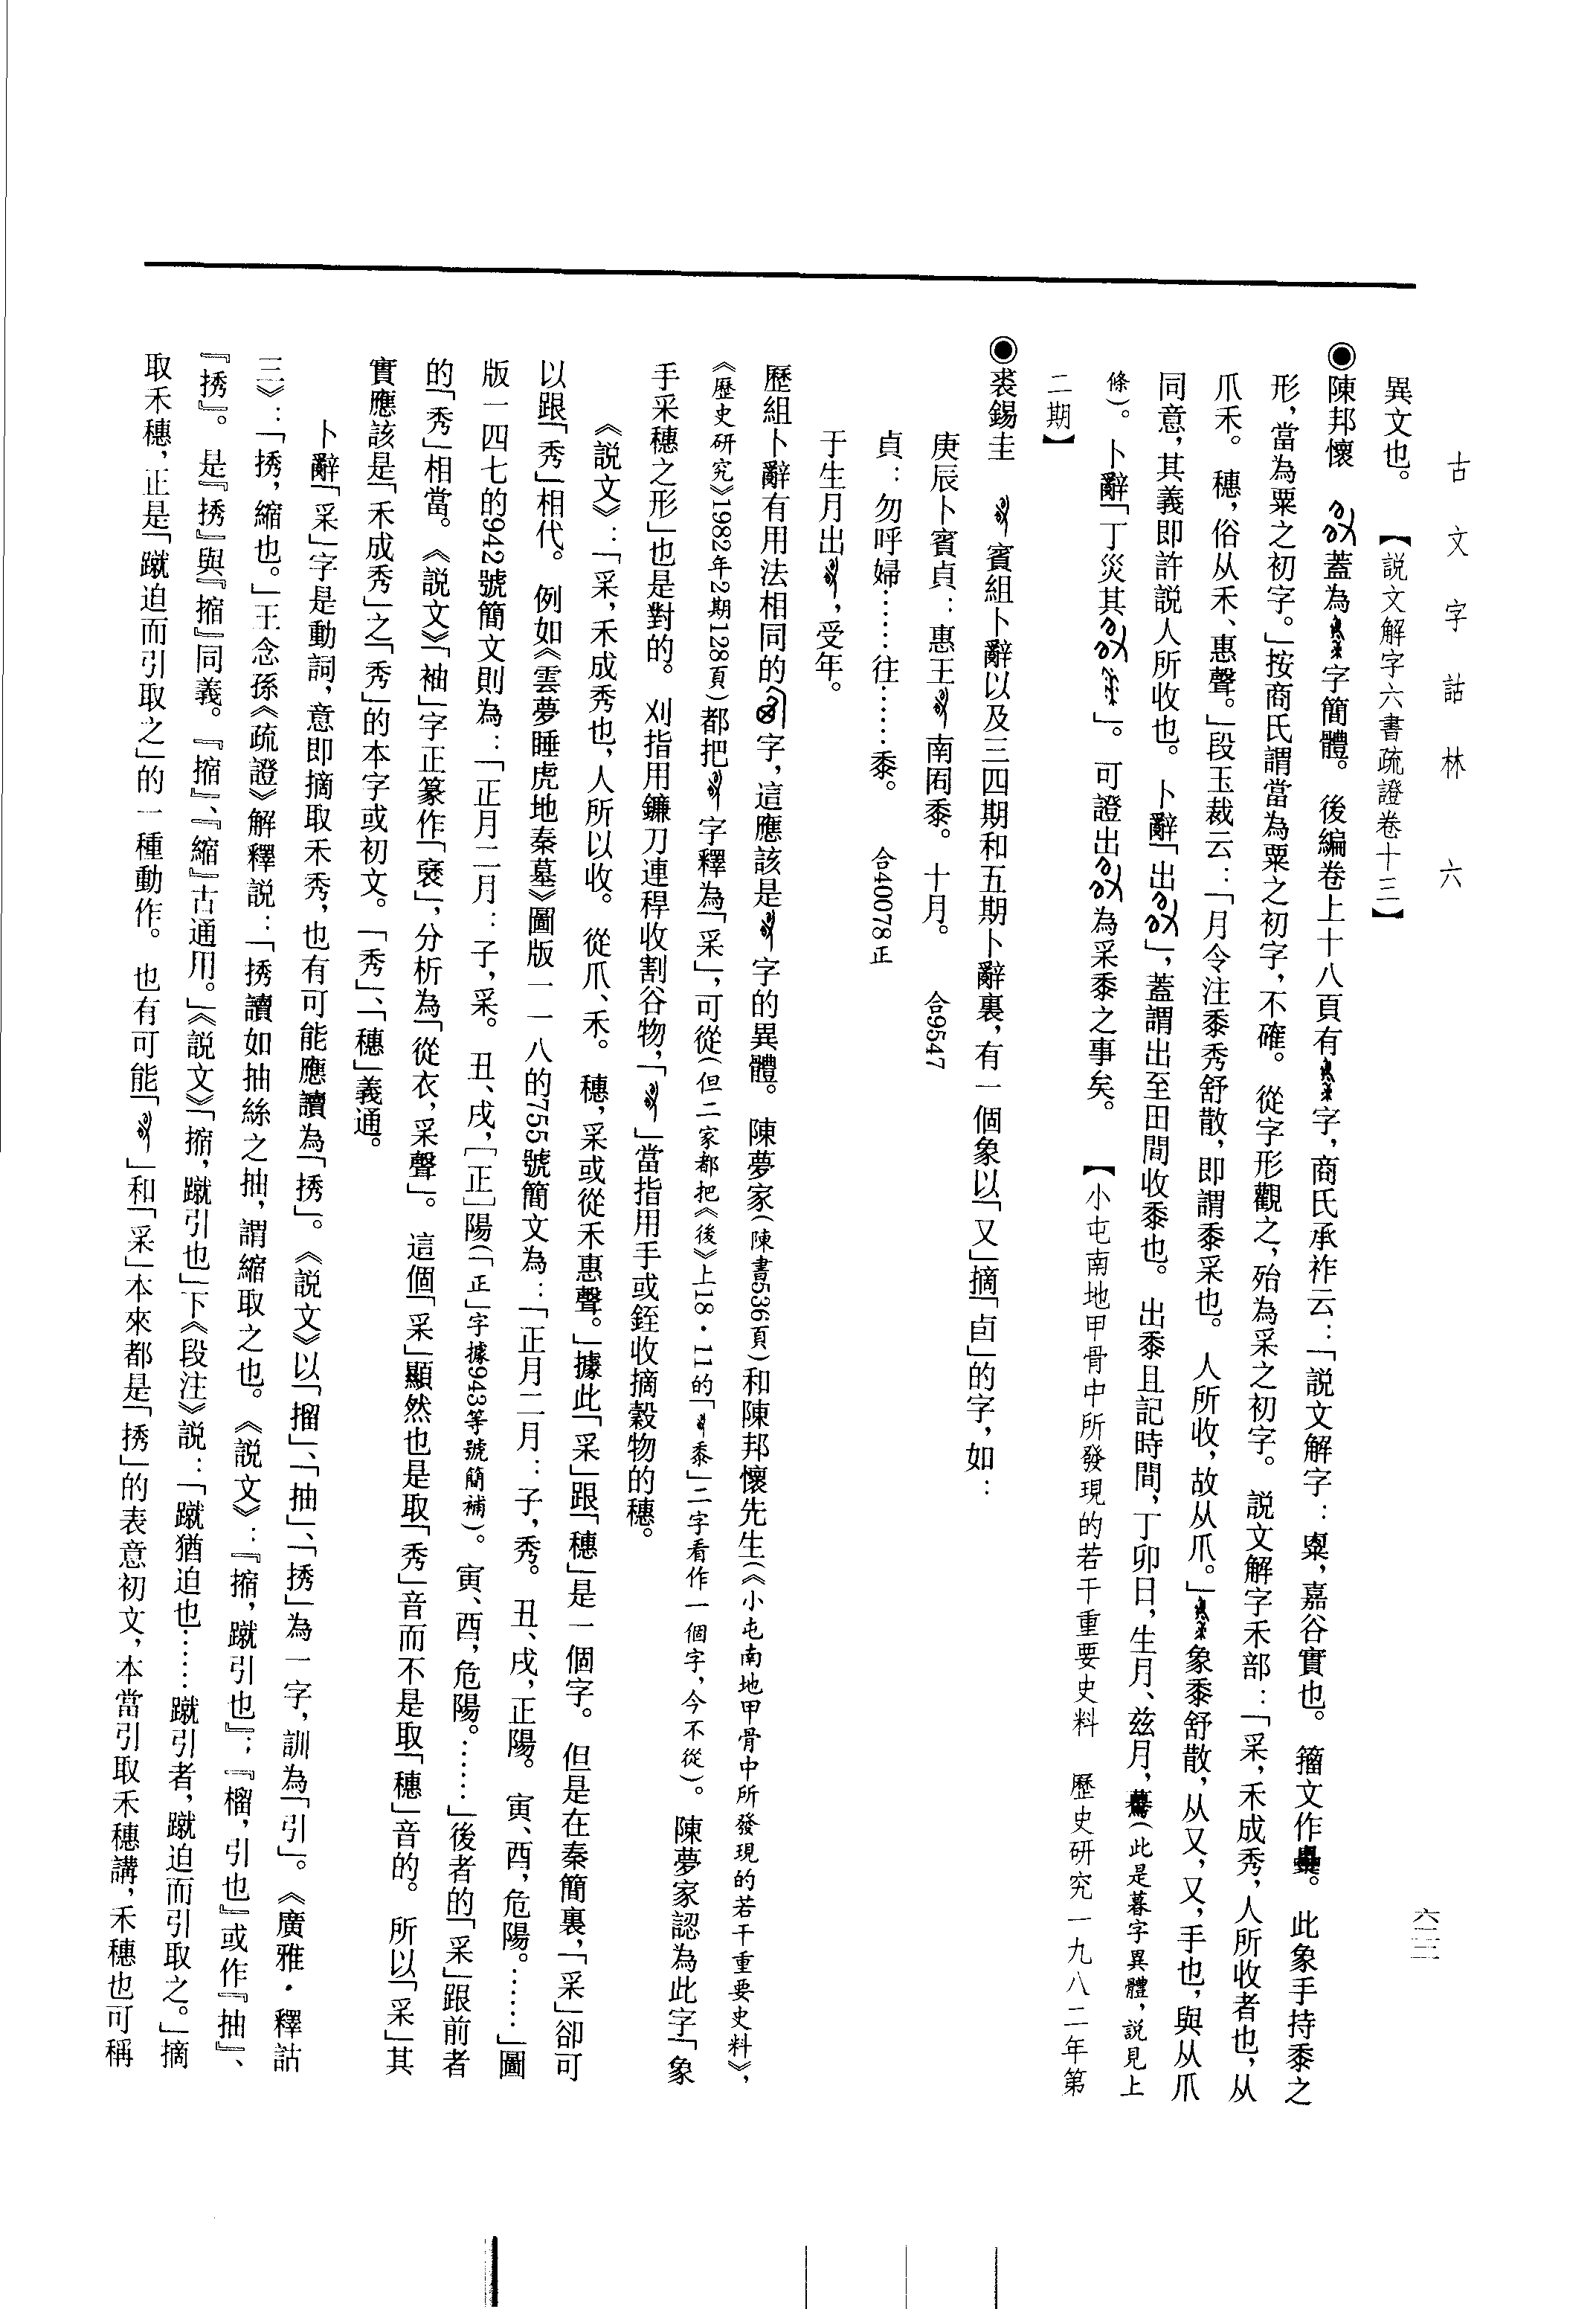 古文字詁林 六
六三二
異文也。【説文解字六書疏證卷十三】
◉陳邦懷 蓋為字簡體。後編卷上十八頁有字，商氏承祚云：「説文解字：㮚，嘉谷實也。籀文作。此象手持黍之
形，當為粟之初字。」按商氏謂當為粟之初字，不確。從字形觀之，殆為采之初字。説文解字禾部：「采，禾成秀，人所收者也，从
爪禾。穗，俗从禾、惠聲。」段玉裁云：「月令注黍秀舒散，即謂黍采也。人所收，故从爪。」象黍舒散，从又，又，手也，與从爪
同意，其義即許説人所收也。卜辭「出」，蓋謂出至田間收黍也。出黍且記時間，丁卯日，生月、茲月，（此是暮字異體，説見上
條）。卜辭「丁災其」。可證出為采黍之事矣。【小屯南地甲骨中所發現的若干重要史料 歷史研究一九八二年第
二期】
◉裘錫圭 賓組卜辭以及三四期和五期卜辭裏，有一個象以「又」摘「卣」的字，如：
庚辰卜賓貞：惠王南囿黍。十月。 合9547
貞：勿呼婦……往……黍。 合40078正
于生月出，受年。
歷組卜辭有用法相同的字，這應該是字的異體。陳夢家（陳書536頁）和陳邦懷先生（《小屯南地甲骨中所發現的若干重要史料》，
《歷史研究》1982年2期128頁）都把字釋為「采」，可從（但二家都把《後》上18·11的「黍」二字看作一個字，今不從）。陳夢家認為此字「象
手采穗之形」也是對的。刈指用鐮刀連稈收割谷物，「」當指用手或銍收摘穀物的穗。
《説文》：「采，禾成秀也，人所以收。從爪、禾。穗，采或從禾惠聲。」據此「采」跟「穗」是一個字。但是在秦簡裏，「采」卻可
以跟「秀」相代。例如《雲夢睡虎地秦墓》圖版一一八的755號簡文為：「正月二月：子，秀。丑、戌，正陽。寅、酉，危陽。……」圖
版一四七的942號簡文則為：「正月二月：子，采。丑、戌，［正］陽（「正」字據943等號簡補）。寅、酉，危陽。……」後者的「采」跟前者
的「秀」相當。《説文》「袖」字正篆作「褎」，分析為「從衣，采聲」。這個「采」顯然也是取「秀」音而不是取「穗」音的。所以「采」其
實應該是「禾成秀」之「秀」的本字或初文。「秀」、「穗」義通。
卜辭「采」字是動詞，意即摘取禾秀，也有可能應讀為「㨨」。《説文》以「㩅」、「抽」、「㨨」為一字，訓為「引」。《廣雅·釋詁
三》：「㨨，縮也。」王念孫《疏證》解釋説：「㨨讀如抽絲之抽，謂縮取之也。《説文》：『摍，蹴引也』；『榴，引也』或作『抽』、
『㨨』。是『㨨』與『摍』同義。『摍』、『縮』古通用。」《説文》「摍，蹴引也」下《段注》説：「蹴猶迫也……蹴引者，蹴迫而引取之。」摘
取禾穗，正是「蹴迫而引取之」的一種動作。也有可能「」和「采」本來都是「㨨」的表意初文，本當引取禾穗講，禾穗也可稱